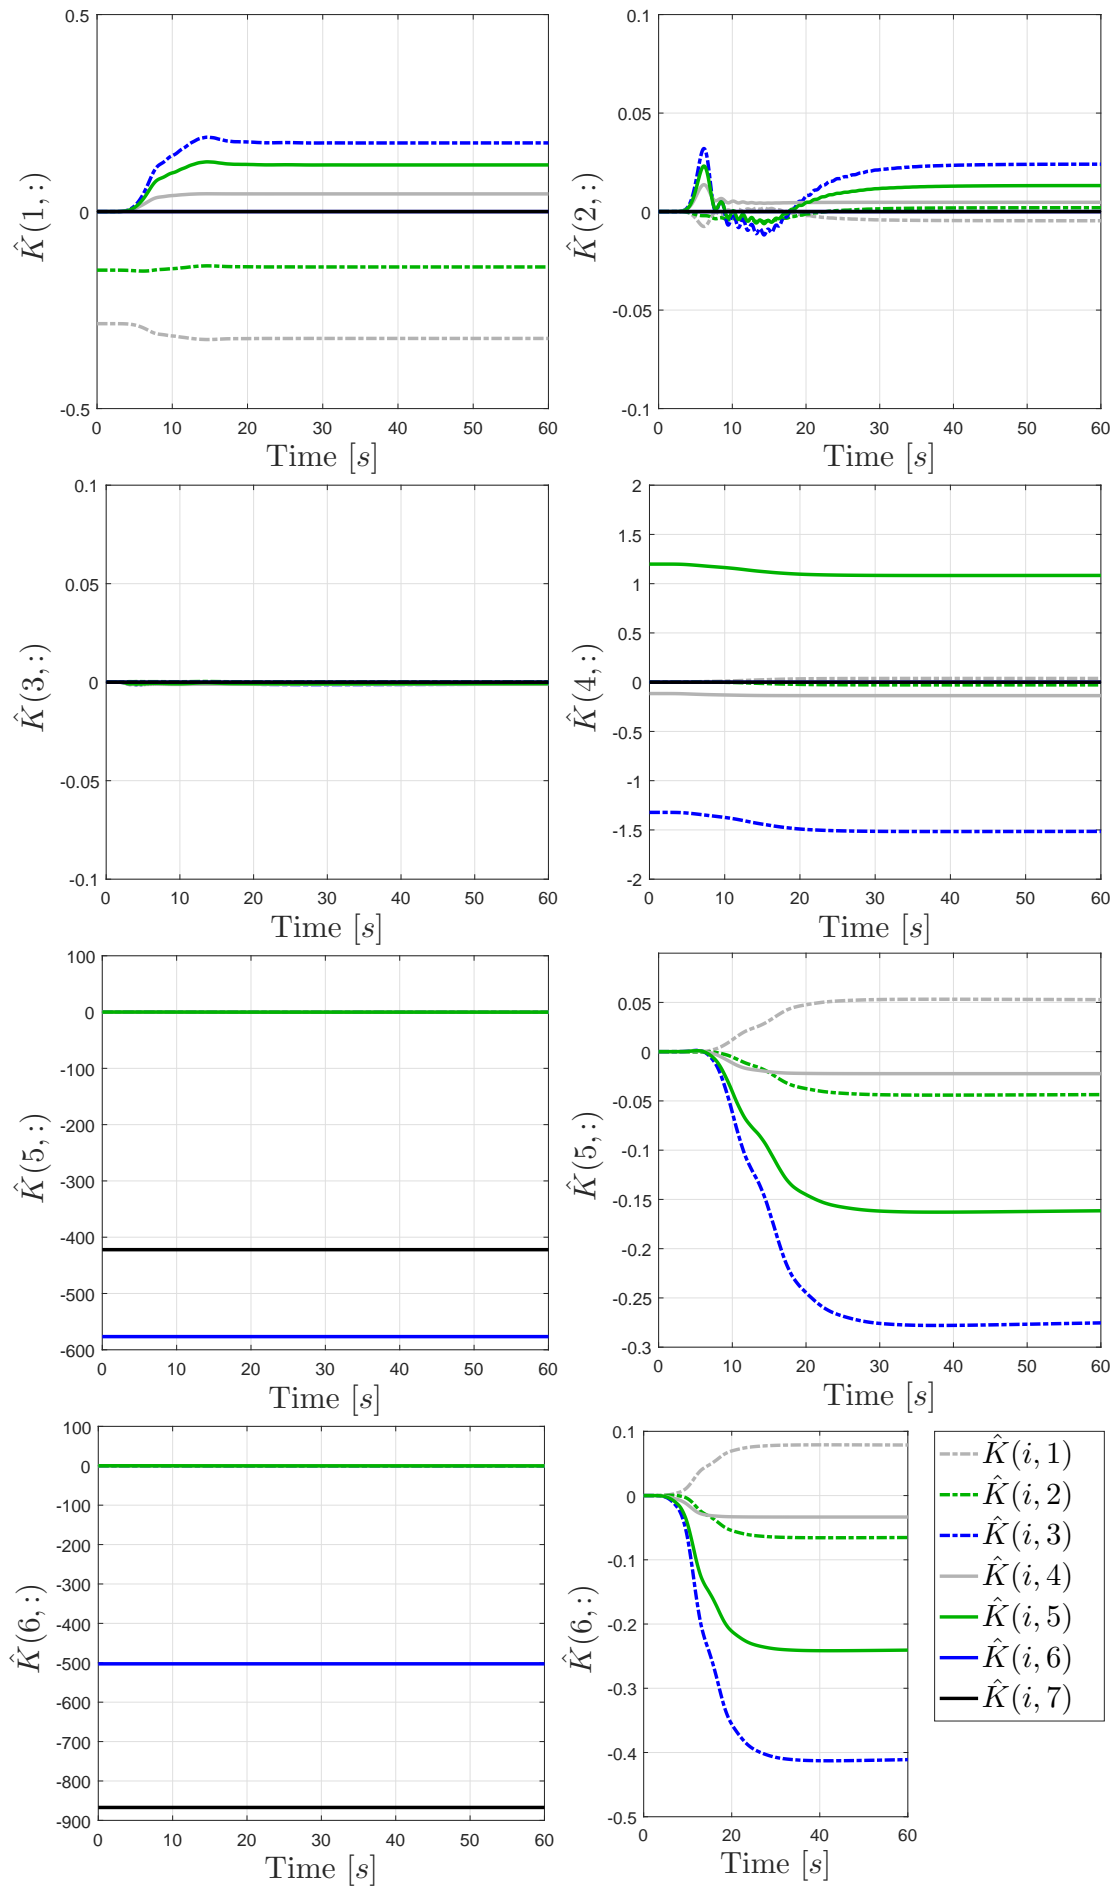 0.5
0
-0.5
K̂(1,:)
0 10 20 30 40 50 60
Time [s]
0.1
0.05
0
-0.05
-0.1
K̂(2,:)
0 10 20 30 40 50 60
Time [s]
0.1
0.05
0
-0.05
-0.1
K̂(3,:)
0 10 20 30 40 50 60
Time [s]
2
1.5
1
0.5
0
-0.5
-1
-1.5
-2
K̂(4,:)
0 10 20 30 40 50 60
Time [s]
100
0
-100
-200
-300
-400
-500
-600
K̂(5,:)
0 10 20 30 40 50 60
Time [s]
0.05
0
-0.05
-0.1
-0.15
-0.2
-0.25
-0.3
K̂(5,:)
0 10 20 30 40 50 60
Time [s]
100
0
-100
-200
-300
-400
-500
-600
-700
-800
-900
K̂(6,:)
0 10 20 30 40 50 60
Time [s]
0.1
0
-0.1
-0.2
-0.3
-0.4
-0.5
K̂(6,:)
0 20 40 60
Time [s]
K̂(i,1)
K̂(i,2)
K̂(i,3)
K̂(i,4)
K̂(i,5)
K̂(i,6)
K̂(i,7)